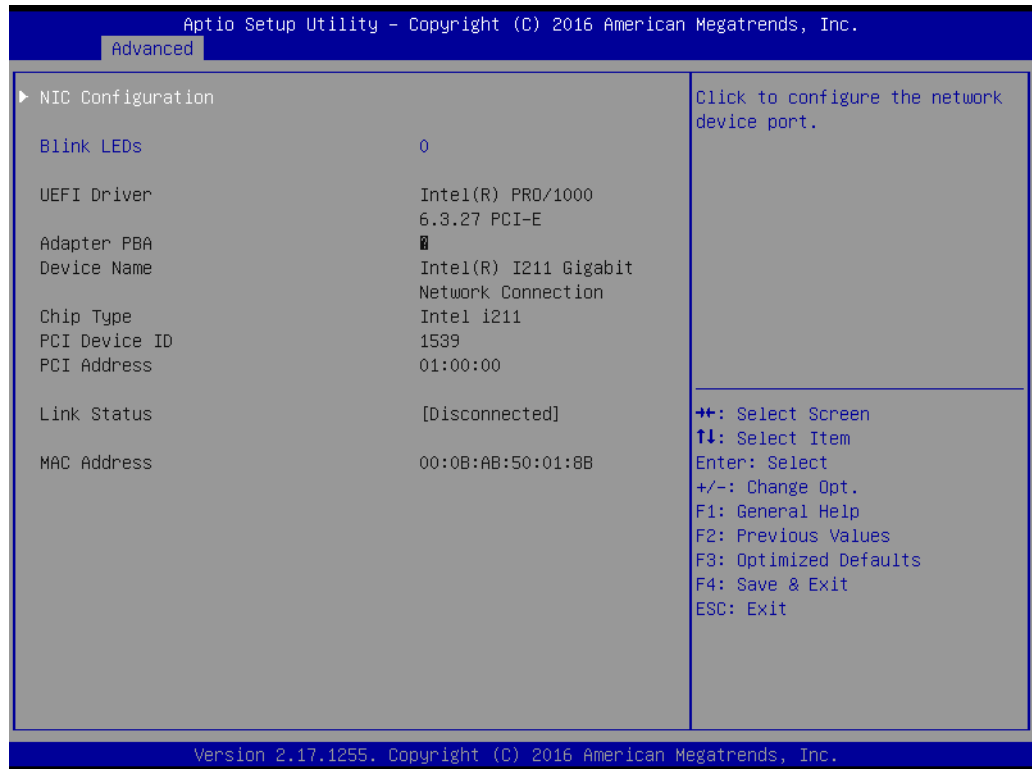 Aptio Setup Utility – Copyright (C) 2016 American Megatrends, Inc.
Advanced
NIC Configuration
Blink LEDs 0
UEFI Driver Intel(R) PRO/1000
6.3.27 PCI-E
Adapter PBA
Device Name Intel(R) I211 Gigabit
Network Connection
Chip Type Intel i211
PCI Device ID 1539
PCI Address 01:00:00
Link Status [Disconnected]
MAC Address 00:0B:AB:50:01:8B
Click to configure the network
device port.
→←: Select Screen
↑↓: Select Item
Enter: Select
+/-: Change Opt.
F1: General Help
F2: Previous Values
F3: Optimized Defaults
F4: Save & Exit
ESC: Exit
Version 2.17.1255. Copyright (C) 2016 American Megatrends, Inc.